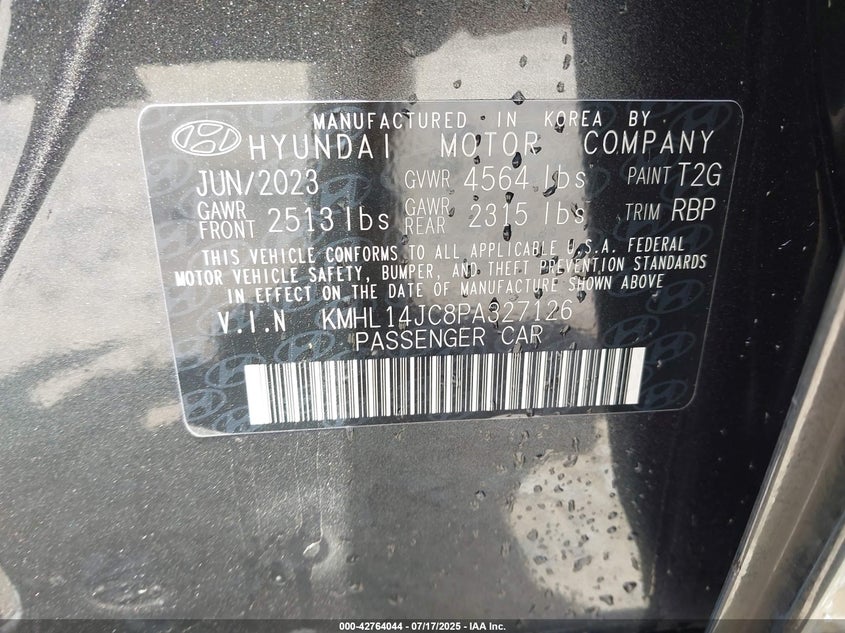 MANUFACTURED IN KOREA BY
HYUNDAI MOTOR COMPANY
JUN/2023 GVWR 4564 lbs PAINT T2G
GAWR FRONT 2513 lbs GAWR REAR 2315 lbs TRIM RBP
THIS VEHICLE CONFORMS TO ALL APPLICABLE U.S.A. FEDERAL
MOTOR VEHICLE SAFETY, BUMPER, AND THEFT PREVENTION STANDARDS
IN EFFECT ON THE DATE OF MANUFACTURE SHOWN ABOVE
V.I.N KMHL14JC8PA327126
PASSENGER CAR
000-42764044 / 07/17/2025 - IAA Inc.